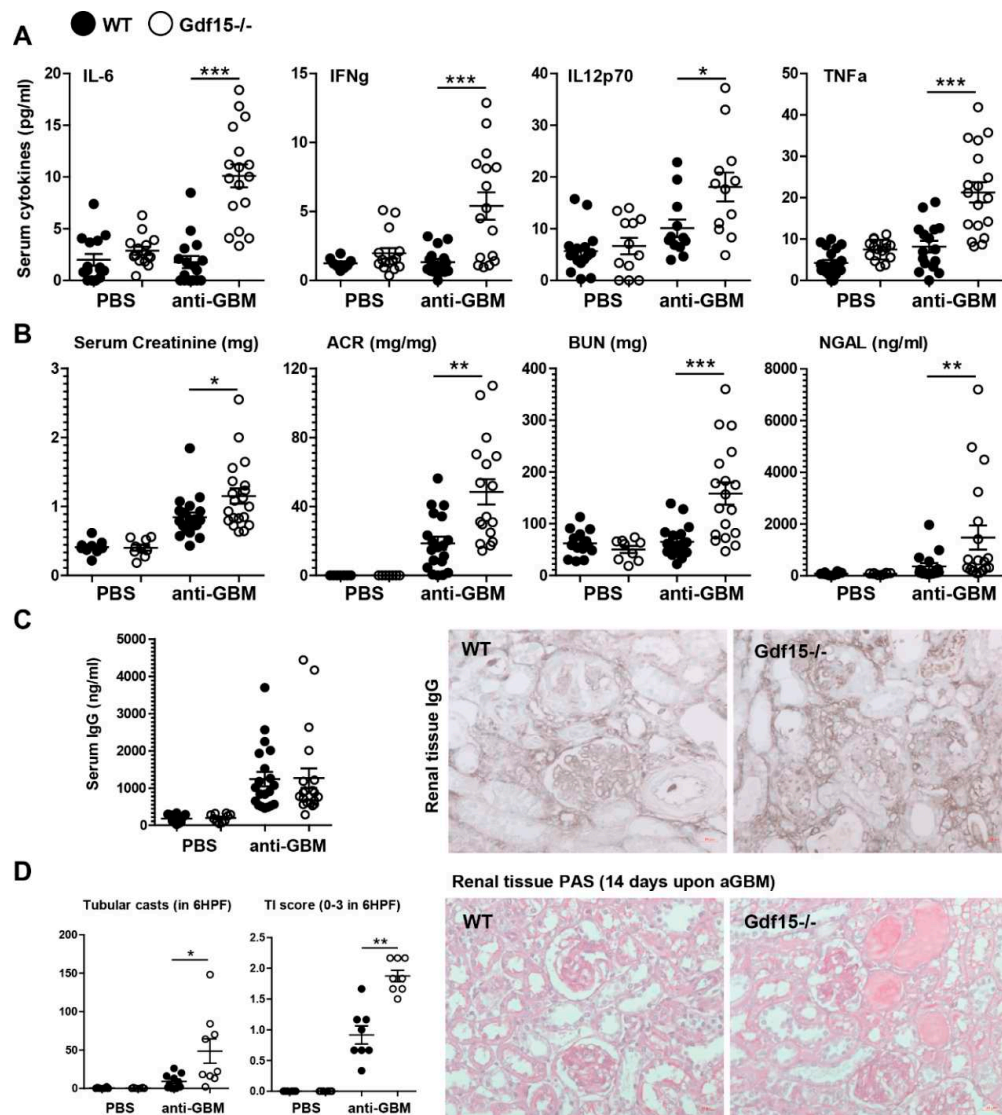 A
WT Gdf15-/-
IL-6 *** IFNg *** IL12p70 * TNFa ***
Serum cytokines (pg/ml)
20 15 10 5 0
15 10 5 0
40 30 20 10 0
50 40 30 20 10 0
PBS anti-GBM PBS anti-GBM PBS anti-GBM PBS anti-GBM
B
Serum Creatinine (mg) ACR (mg/mg) BUN (mg) NGAL (ng/ml)
* ** *** **
3 2 1 0
120 80 40 0
400 300 200 100 0
8000 6000 4000 2000 0
PBS anti-GBM PBS anti-GBM PBS anti-GBM PBS anti-GBM
C
Serum IgG (ng/ml)
5000 4000 3000 2000 1000 0
PBS anti-GBM
Renal tissue IgG
WT Gdf15-/-
D
Tubular casts (in 6HPF) TI score (0-3 in 6HPF)
* **
200 150 100 50 0
2.5 2.0 1.5 1.0 0.5 0.0
PBS anti-GBM PBS anti-GBM
Renal tissue PAS (14 days upon aGBM)
WT Gdf15-/-